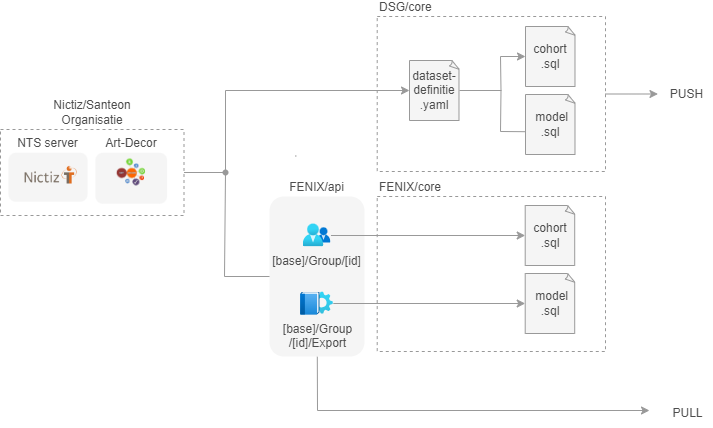 DSG/core
dataset-
definitie
.yaml
cohort
.sql
model
.sql
PUSH
Nictiz/Santeon
Organisatie
NTS server
Art-Decor
Nictiz
FENIX/api
[base]/Group/[id]
[base]/Group
/[id]/Export
FENIX/core
cohort
.sql
model
.sql
PULL